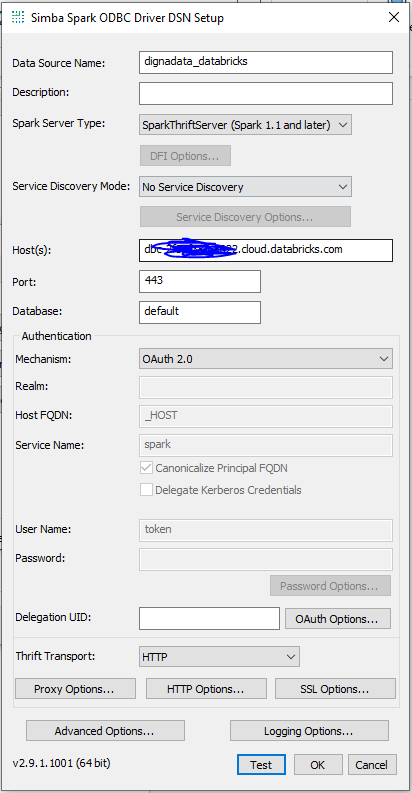 Simba Spark ODBC Driver DSN Setup
Data Source Name: dignadata_databricks
Description:
Spark Server Type: SparkThriftServer (Spark 1.1 and later)
DFI Options...
Service Discovery Mode: No Service Discovery
Service Discovery Options...
Host(s): .cloud.databricks.com
Port: 443
Database: default
Authentication
Mechanism: OAuth 2.0
Realm:
Host FQDN: _HOST
Service Name: spark
Canonicalize Principal FQDN
Delegate Kerberos Credentials
User Name: token
Password:
Password Options...
Delegation UID: OAuth Options...
Thrift Transport: HTTP
Proxy Options... HTTP Options... SSL Options...
Advanced Options... Logging Options...
v2.9.1.1001 (64 bit) Test OK Cancel